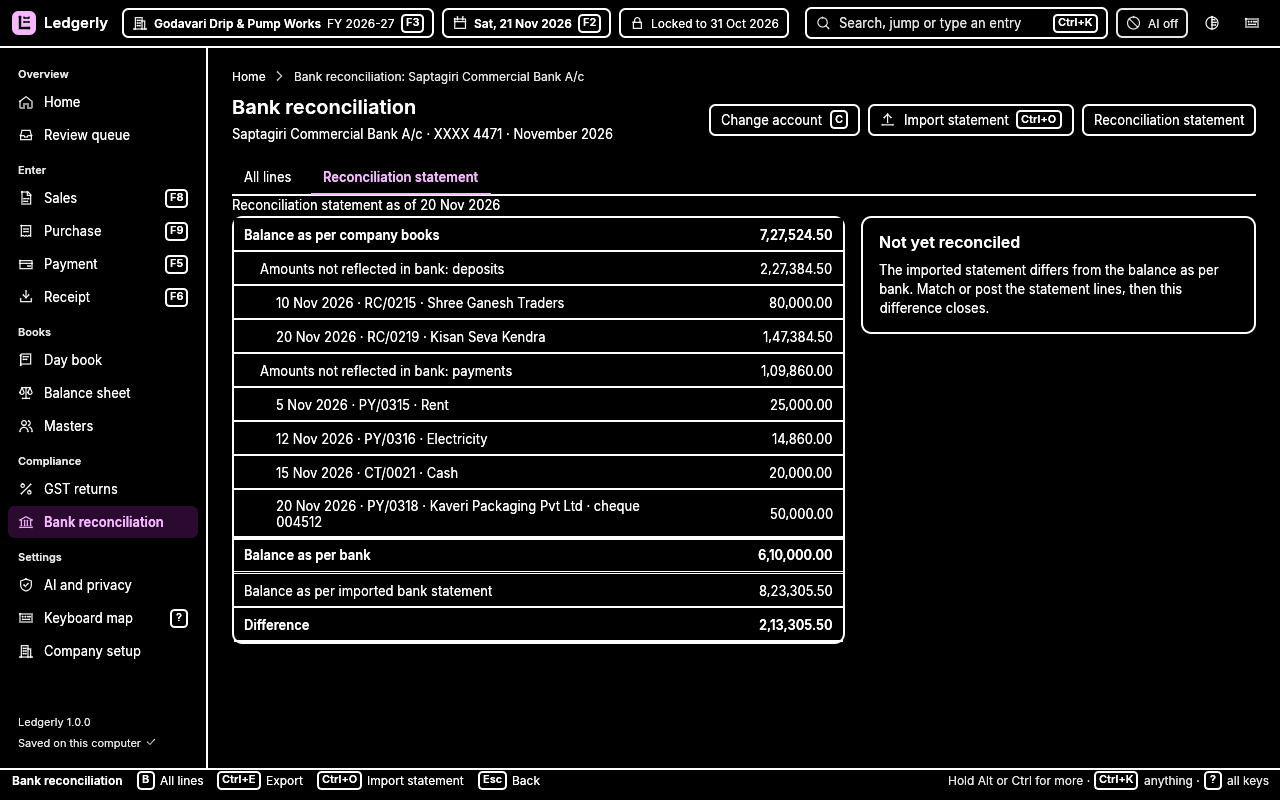 Ledgerly
Godavari Drip & Pump Works FY 2026-27 F3
Sat, 21 Nov 2026 F2
Locked to 31 Oct 2026
Search, jump or type an entry Ctrl+K
AI off
Overview
Home
Review queue
Enter
Sales F8
Purchase F9
Payment F5
Receipt F6
Books
Day book
Balance sheet
Masters
Compliance
GST returns
Bank reconciliation
Settings
AI and privacy
Keyboard map ?
Company setup
Ledgerly 1.0.0
Saved on this computer
Home Bank reconciliation: Saptagiri Commercial Bank A/c
Bank reconciliation
Saptagiri Commercial Bank A/c · XXXX 4471 · November 2026
Change account C
Import statement Ctrl+O
Reconciliation statement
All lines Reconciliation statement
Reconciliation statement as of 20 Nov 2026
Balance as per company books 7,27,524.50
Amounts not reflected in bank: deposits 2,27,384.50
10 Nov 2026 · RC/0215 · Shree Ganesh Traders 80,000.00
20 Nov 2026 · RC/0219 · Kisan Seva Kendra 1,47,384.50
Amounts not reflected in bank: payments 1,09,860.00
5 Nov 2026 · PY/0315 · Rent 25,000.00
12 Nov 2026 · PY/0316 · Electricity 14,860.00
15 Nov 2026 · CT/0021 · Cash 20,000.00
20 Nov 2026 · PY/0318 · Kaveri Packaging Pvt Ltd · cheque
004512 50,000.00
Balance as per bank 6,10,000.00
Balance as per imported bank statement 8,23,305.50
Difference 2,13,305.50
Not yet reconciled
The imported statement differs from the balance as per
bank. Match or post the statement lines, then this
difference closes.
Bank reconciliation B All lines Ctrl+E Export Ctrl+O Import statement Esc Back
Hold Alt or Ctrl for more · Ctrl+K anything · ? all keys